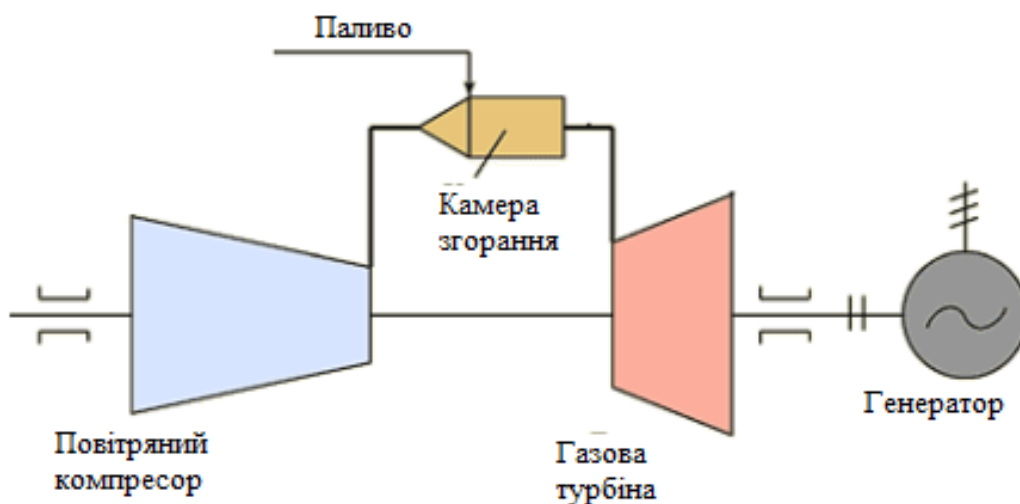 Паливо
Камера
згорання
Генератор
Повітряний
компресор
Газова
турбіна